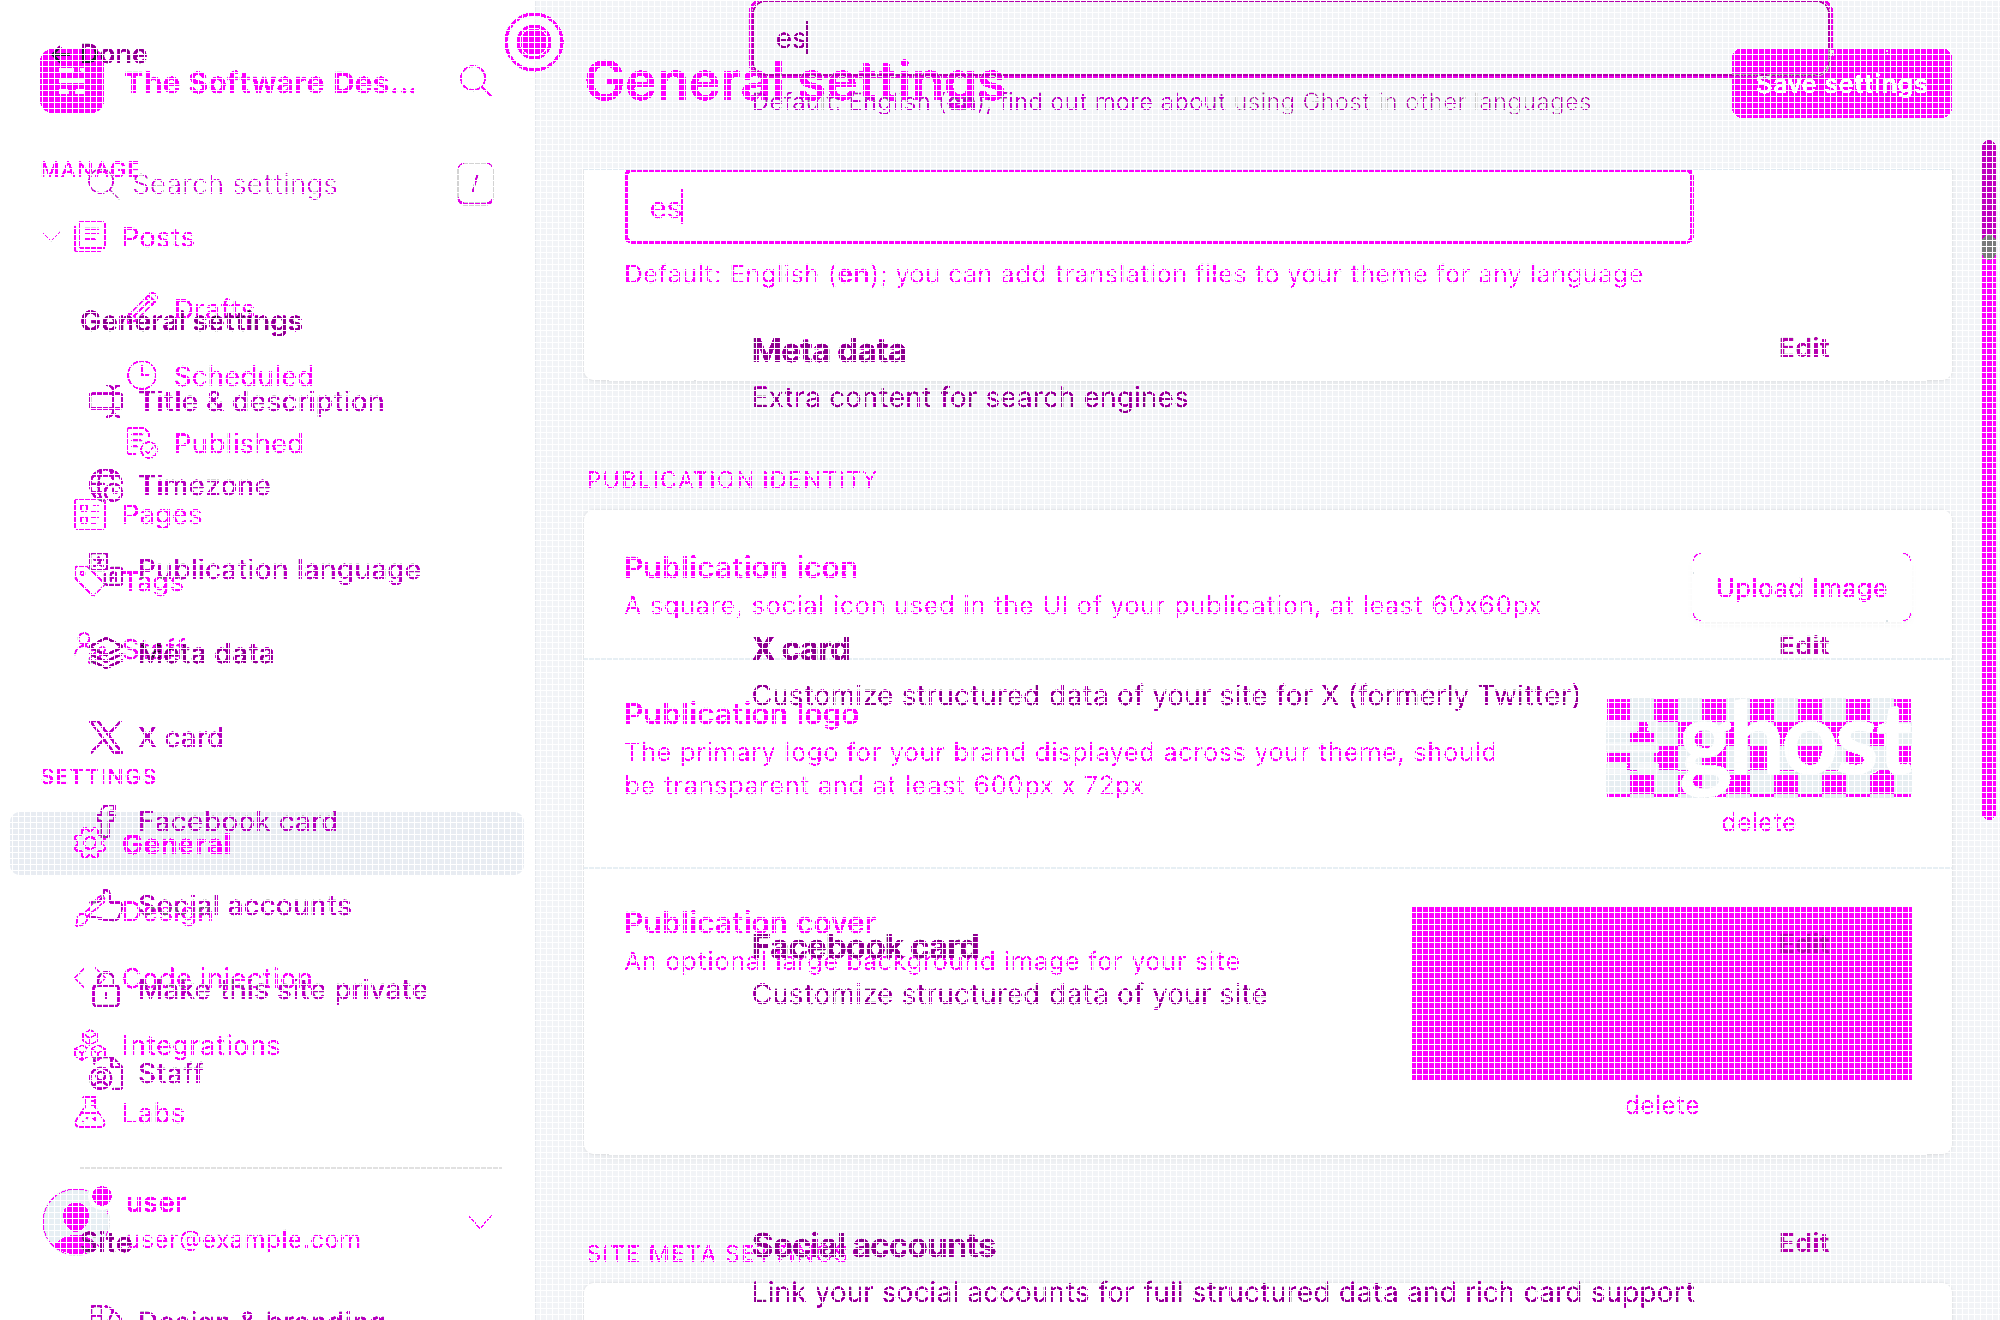 es
Done
The Software Des...
General settings
Save settings
Default: English (en); find out more about using Ghost in other languages
MANAGE
Search settings
/
es
Posts
Default: English (en); you can add translation files to your theme for any language
Drafts
General settings
Meta data
Edit
Scheduled
Title & description
Extra content for search engines
Published
PUBLICATION IDENTITY
Timezone
Pages
Publication icon
Publication language
Tags
Upload Image
A square, social icon used in the UI of your publication, at least 60x60px
X card
Edit
Staff
Meta data
Customize structured data of your site for X (formerly Twitter)
Publication logo
X card
The primary logo for your brand displayed across your theme, should
be transparent and at least 600px x 72px
ghost
SETTINGS
Facebook card
delete
General
Social accounts
Design
Publication cover
Facebook card
Edit
An optional large background image for your site
Code injection
Make this site private
Customize structured data of your site
Integrations
Staff
Labs
delete
user
user@example.com
Site
SITE META SETTINGS
Social accounts
Edit
Link your social accounts for full structured data and rich card support
Design & branding